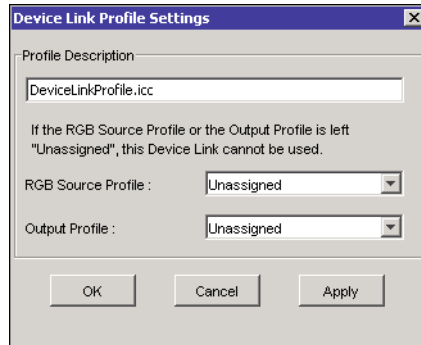 Device Link Profile Settings
Profile Description
DeviceLinkProfile.icc
If the RGB Source Profile or the Output Profile is left
"Unassigned", this Device Link cannot be used.
RGB Source Profile : Unassigned
Output Profile : Unassigned
OK Cancel Apply